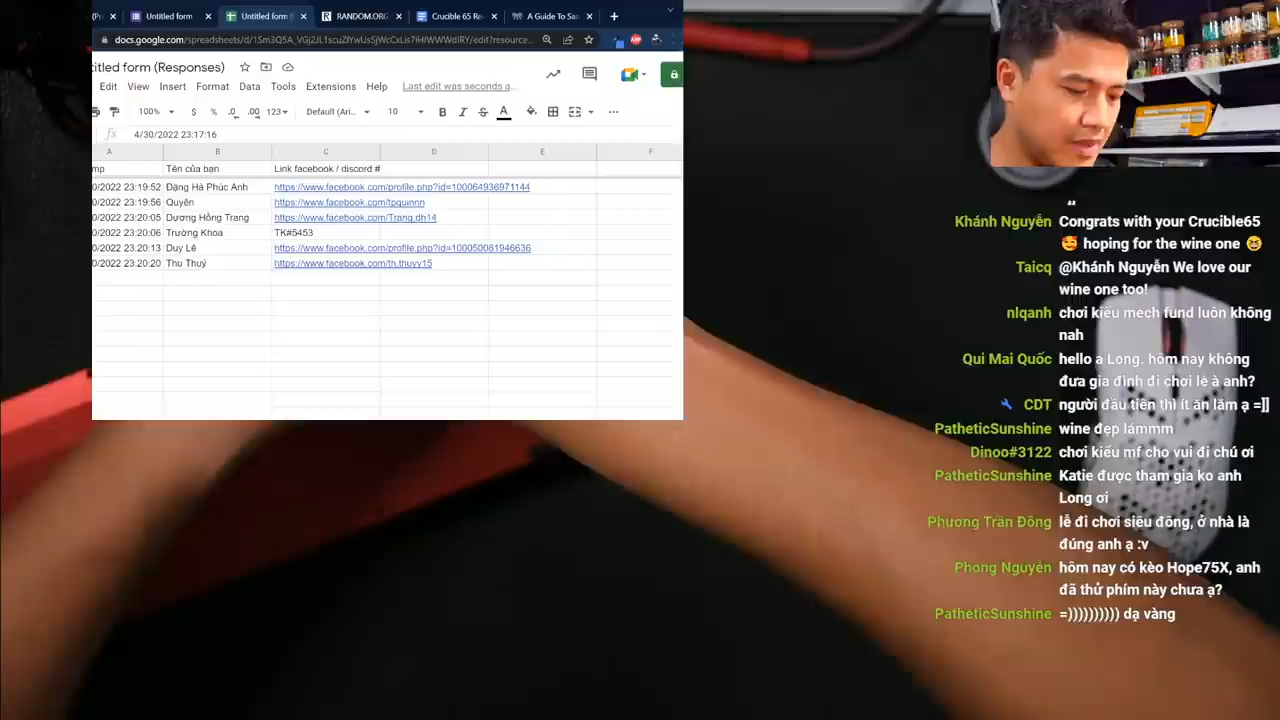 Untitled form
Untitled form (
RANDOM.ORG
Crucible 65 Re
A Guide To Sa
docs.google.com/spreadsheets/d/1Sm3Q5A_VGj2JL1scuZlYwUsSjWcCxLis7iHIWWWdiRY/edit?resource...
titled form (Responses)
Edit View Insert Format Data Tools Extensions Help Last edit was seconds a...
100% $ % .0 .00 123 Default (Ari... 10 B I S A
fx 4/30/2022 23:17:16
A B C D E F
mp Tên của bạn Link facebook / discord #
0/2022 23:19:52 Đặng Hà Phúc Anh https://www.facebook.com/profile.php?id=100064936971144
0/2022 23:19:56 Quyên https://www.facebook.com/tpquinnn
0/2022 23:20:05 Dương Hồng Trang https://www.facebook.com/Trang.dh14
0/2022 23:20:06 Trường Khoa TK#5453
0/2022 23:20:13 Duy Lê https://www.facebook.com/profile.php?id=100050081946636
0/2022 23:20:20 Thu Thuỷ https://www.facebook.com/th.thuyy15
Khánh Nguyễn Congrats with your Crucible65
🥰 hoping for the wine one 😆
Taicq @Khánh Nguyễn We love our
wine one too!
nlqanh chơi kiểu mech fund luôn không
nah
Qui Mai Quốc hello a Long. hôm nay không
đưa gia đình đi chơi lễ à anh?
CDT người đầu tiên thì ít ăn lắm ạ =]]
PatheticSunshine wine đẹp lámmm
Dinoo#3122 chơi kiểu mf cho vui đi chú ơi
PatheticSunshine Katie được tham gia ko anh
Long ơi
Phương Trần Đông lễ đi chơi siêu đông, ở nhà là
đúng anh ạ :v
Phong Nguyễn hôm nay có kèo Hope75X, anh
đã thử phím này chưa ạ?
PatheticSunshine =)))))))))) dạ vàng